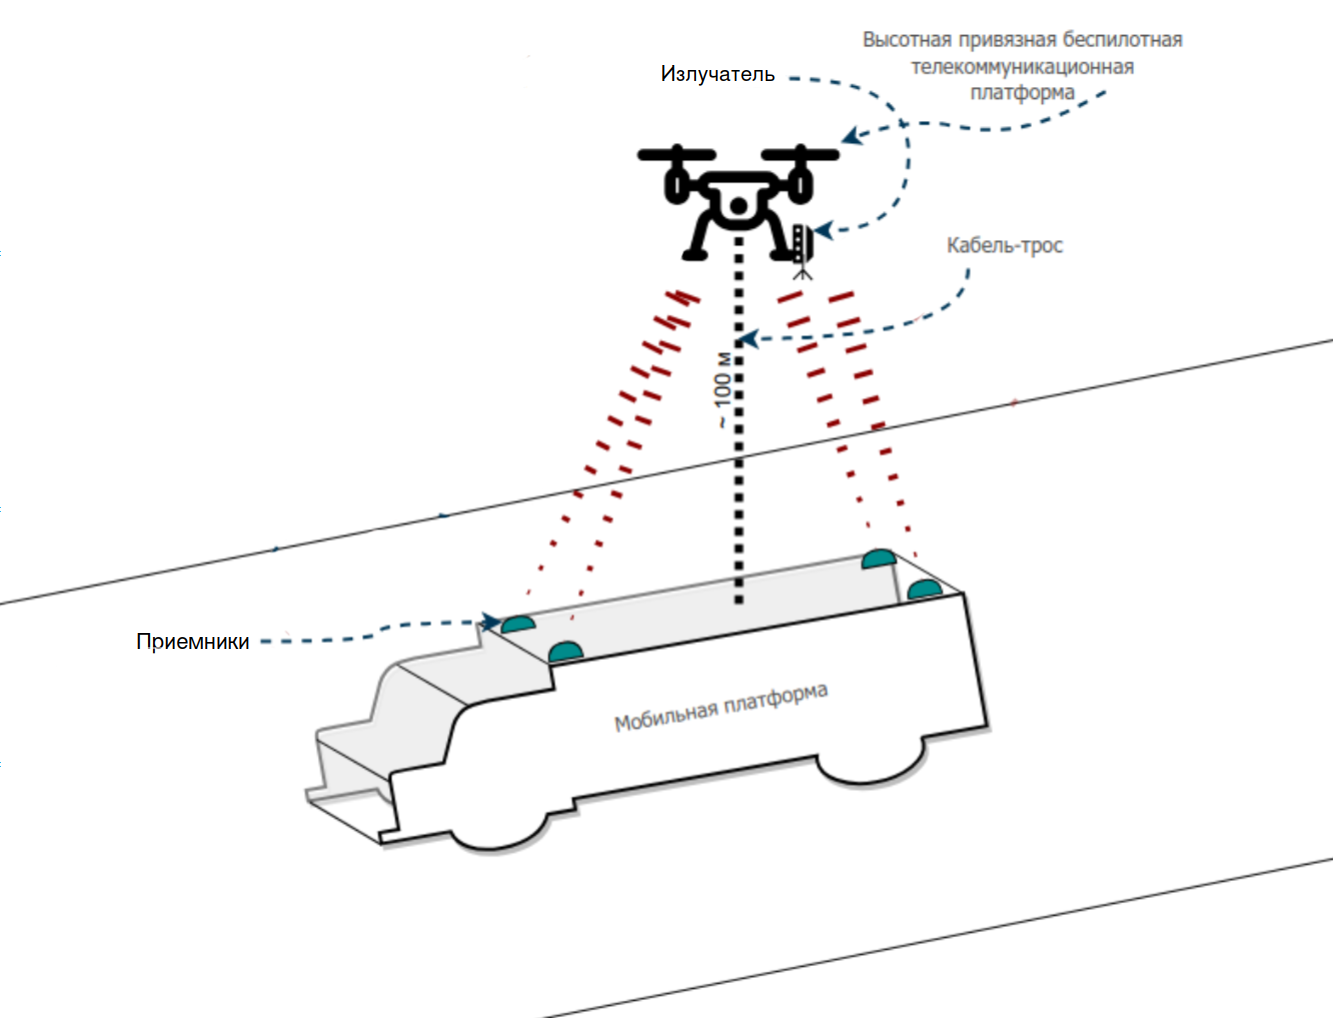 Высотная привязная беспилотная
телекоммуникационная
платформа
Излучатель
Кабель-трос
~ 100 м
Приемники
Мобильная платформа